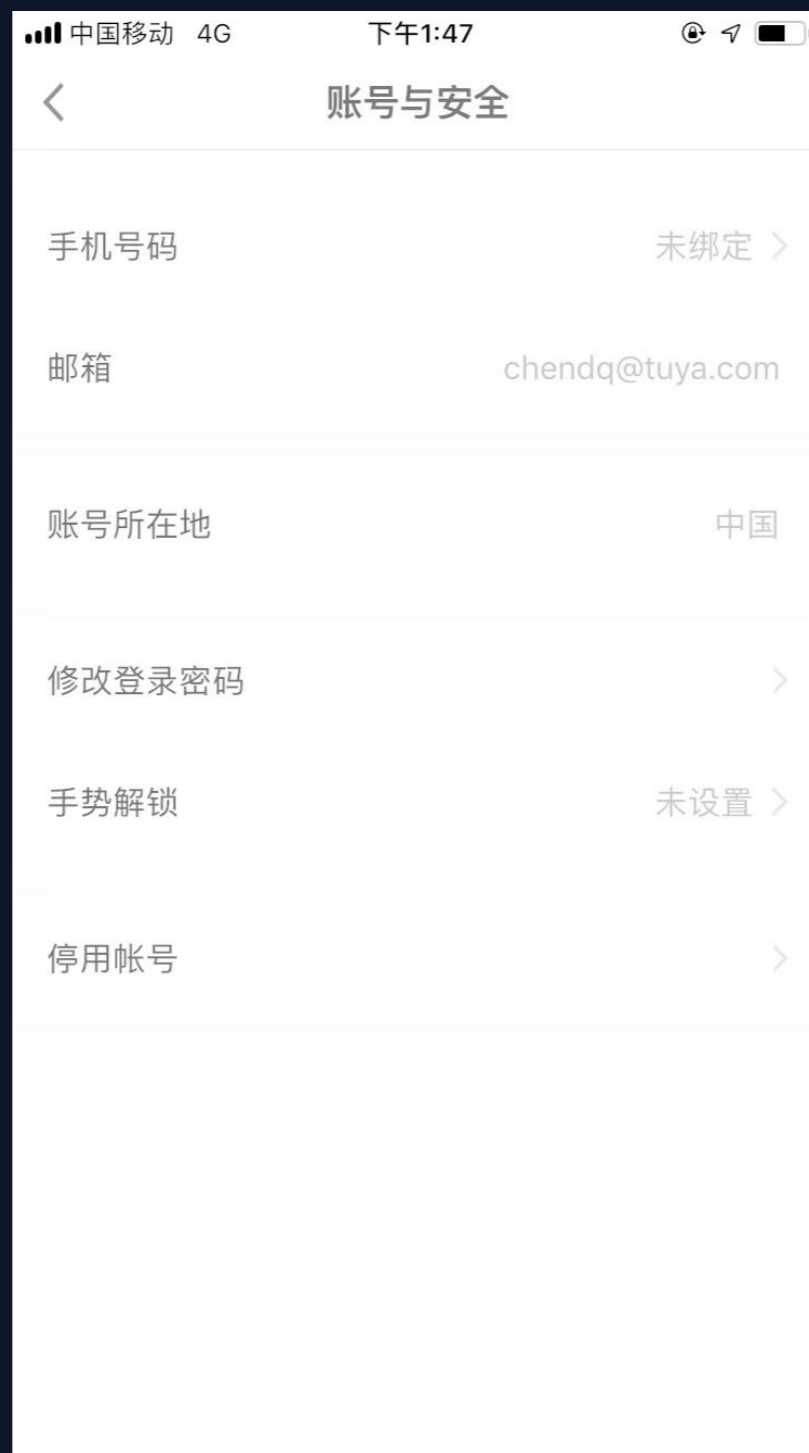 中国移动 4G 下午1:47
账号与安全
手机号码 未绑定
邮箱 chendq@tuya.com
账号所在地 中国
修改登录密码
手势解锁 未设置
停用帐号